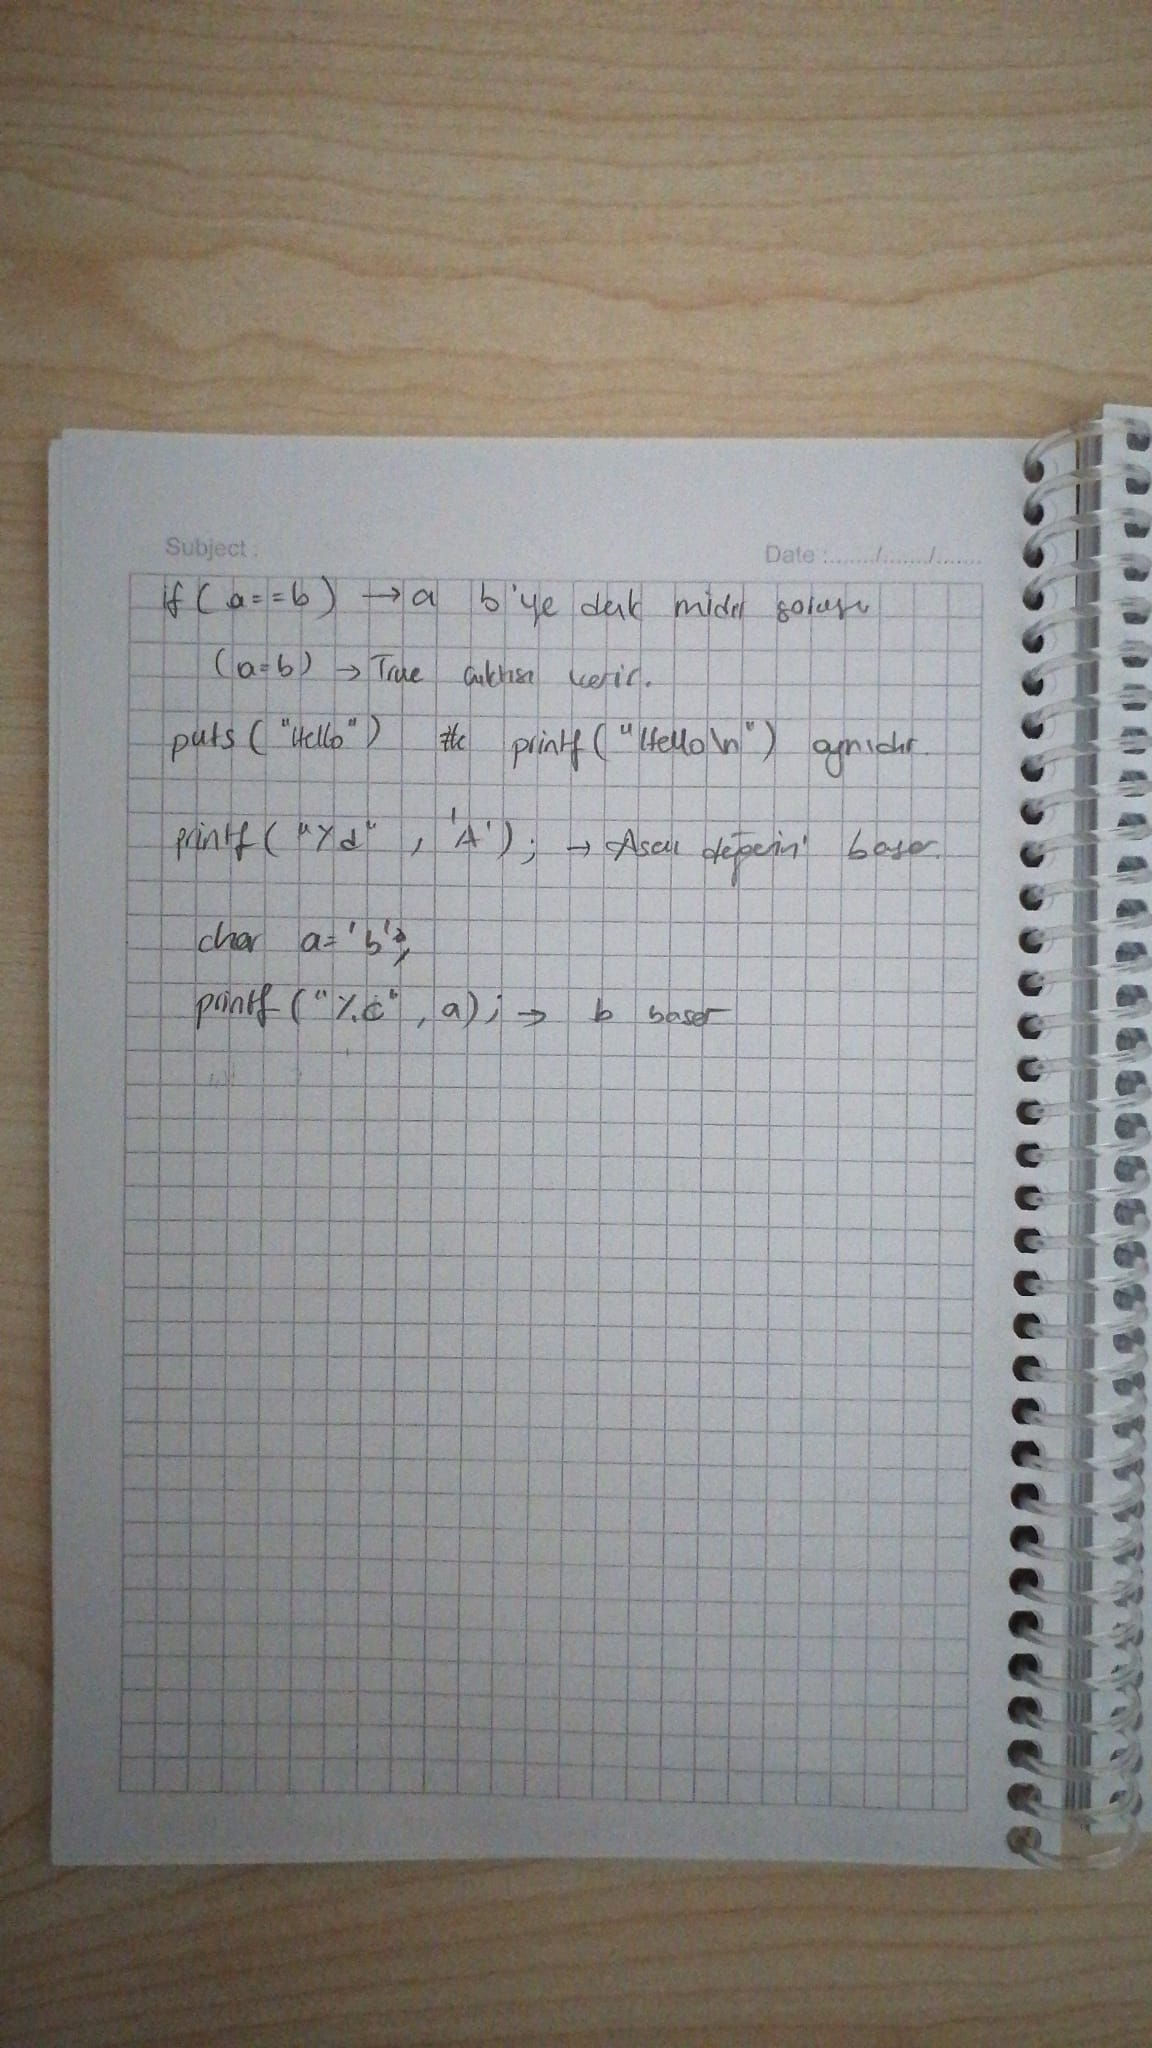 Subject :
Date :......./......./.......
if ( a==b ) → a b'ye denk midir sorusu
(a=b) → True çıktısı verir.
puts ("Hello") ile printf ("Hello\n") aynıdır.
printf ( "%d" , 'A' ) ; → Ascii değerini basar.
char a='b';
printf ("%c" , a) ; → b basar